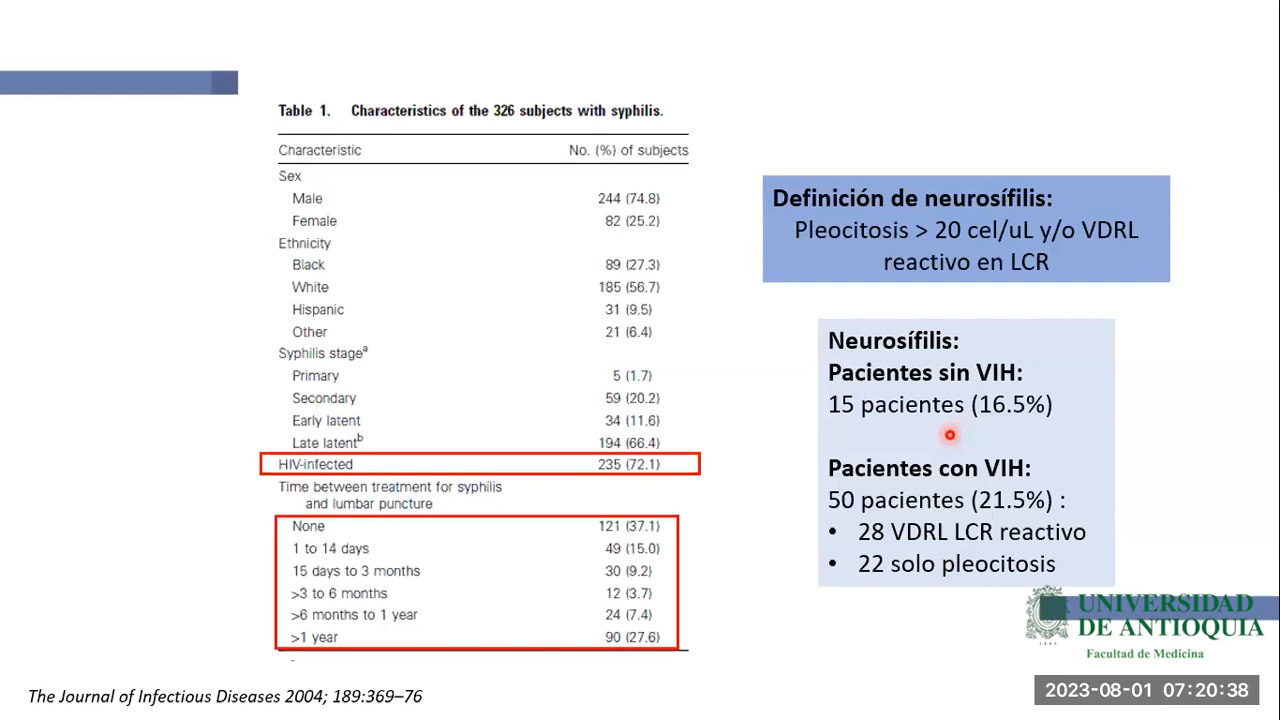 Table 1. Characteristics of the 326 subjects with syphilis.
Characteristic No. (%) of subjects
Sex
Male 244 (74.8)
Female 82 (25.2)
Ethnicity
Black 89 (27.3)
White 185 (56.7)
Hispanic 31 (9.5)
Other 21 (6.4)
Syphilis stageᵃ
Primary 5 (1.7)
Secondary 59 (20.2)
Early latent 34 (11.6)
Late latentᵇ 194 (66.4)
HIV-infected 235 (72.1)
Time between treatment for syphilis
and lumbar puncture
None 121 (37.1)
1 to 14 days 49 (15.0)
15 days to 3 months 30 (9.2)
>3 to 6 months 12 (3.7)
>6 months to 1 year 24 (7.4)
>1 year 90 (27.6)
Definición de neurosífilis:
Pleocitosis > 20 cel/uL y/o VDRL
reactivo en LCR
Neurosífilis:
Pacientes sin VIH:
15 pacientes (16.5%)
Pacientes con VIH:
50 pacientes (21.5%) :
• 28 VDRL LCR reactivo
• 22 solo pleocitosis
UNIVERSIDAD
DE ANTIOQUIA
Facultad de Medicina
The Journal of Infectious Diseases 2004; 189:369–76
2023-08-01 07:20:38